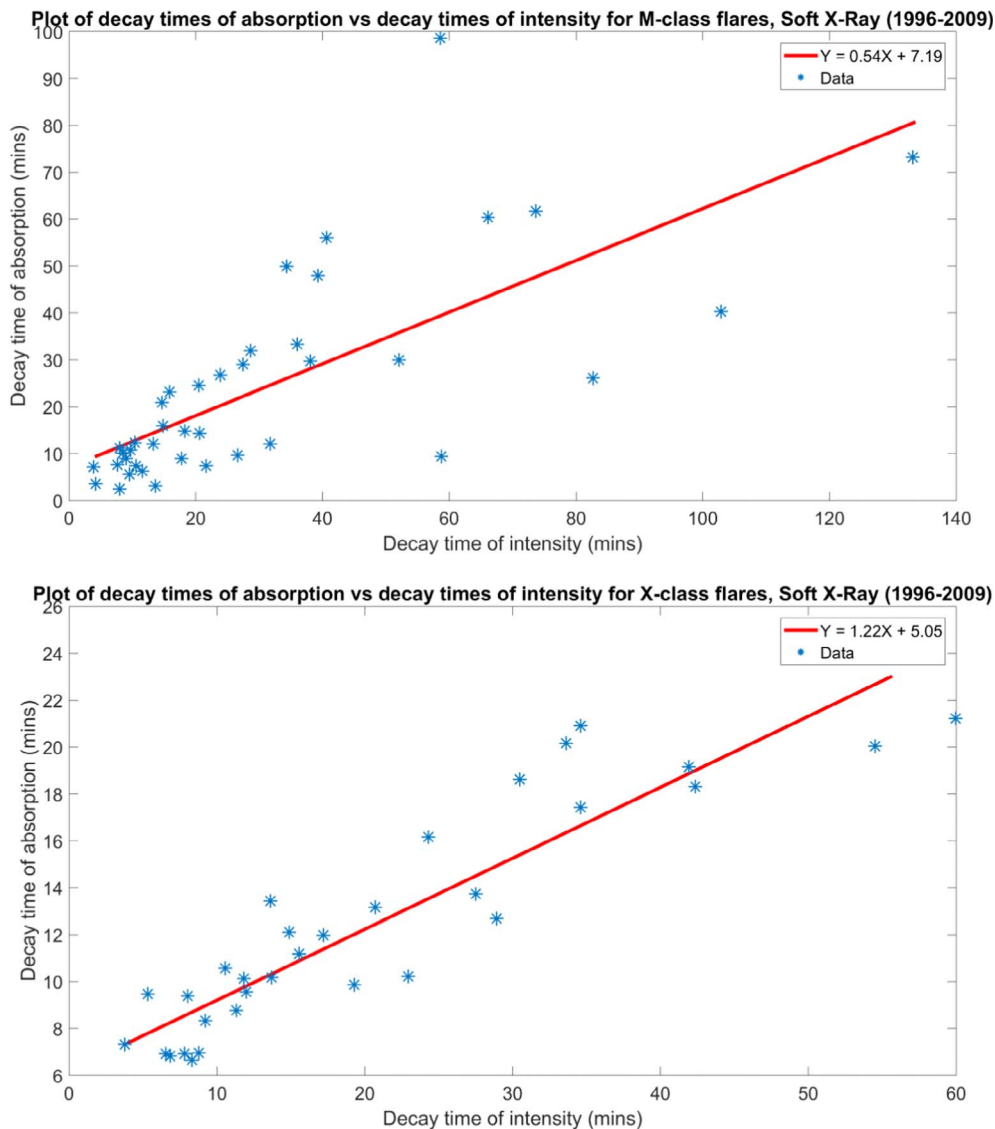 Plot of decay times of absorption vs decay times of intensity for M-class flares, Soft X-Ray (1996-2009)
100
90
80
70
60
50
40
30
20
10
0
Decay time of absorption (mins)
Y = 0.54X + 7.19
Data
0 20 40 60 80 100 120 140
Decay time of intensity (mins)
Plot of decay times of absorption vs decay times of intensity for X-class flares, Soft X-Ray (1996-2009)
26
24
22
20
18
16
14
12
10
8
6
Decay time of absorption (mins)
Y = 1.22X + 5.05
Data
0 10 20 30 40 50 60
Decay time of intensity (mins)